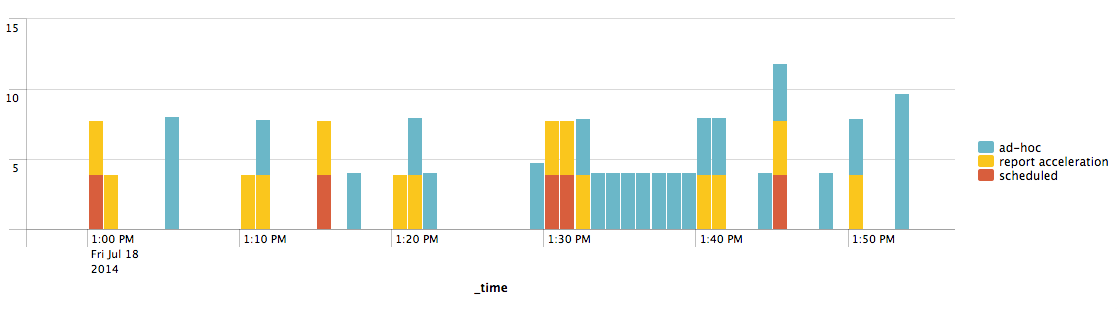 15
10
5
ad-hoc
report acceleration
scheduled
1:00 PM
Fri Jul 18
2014
1:10 PM
1:20 PM
1:30 PM
1:40 PM
1:50 PM
_time